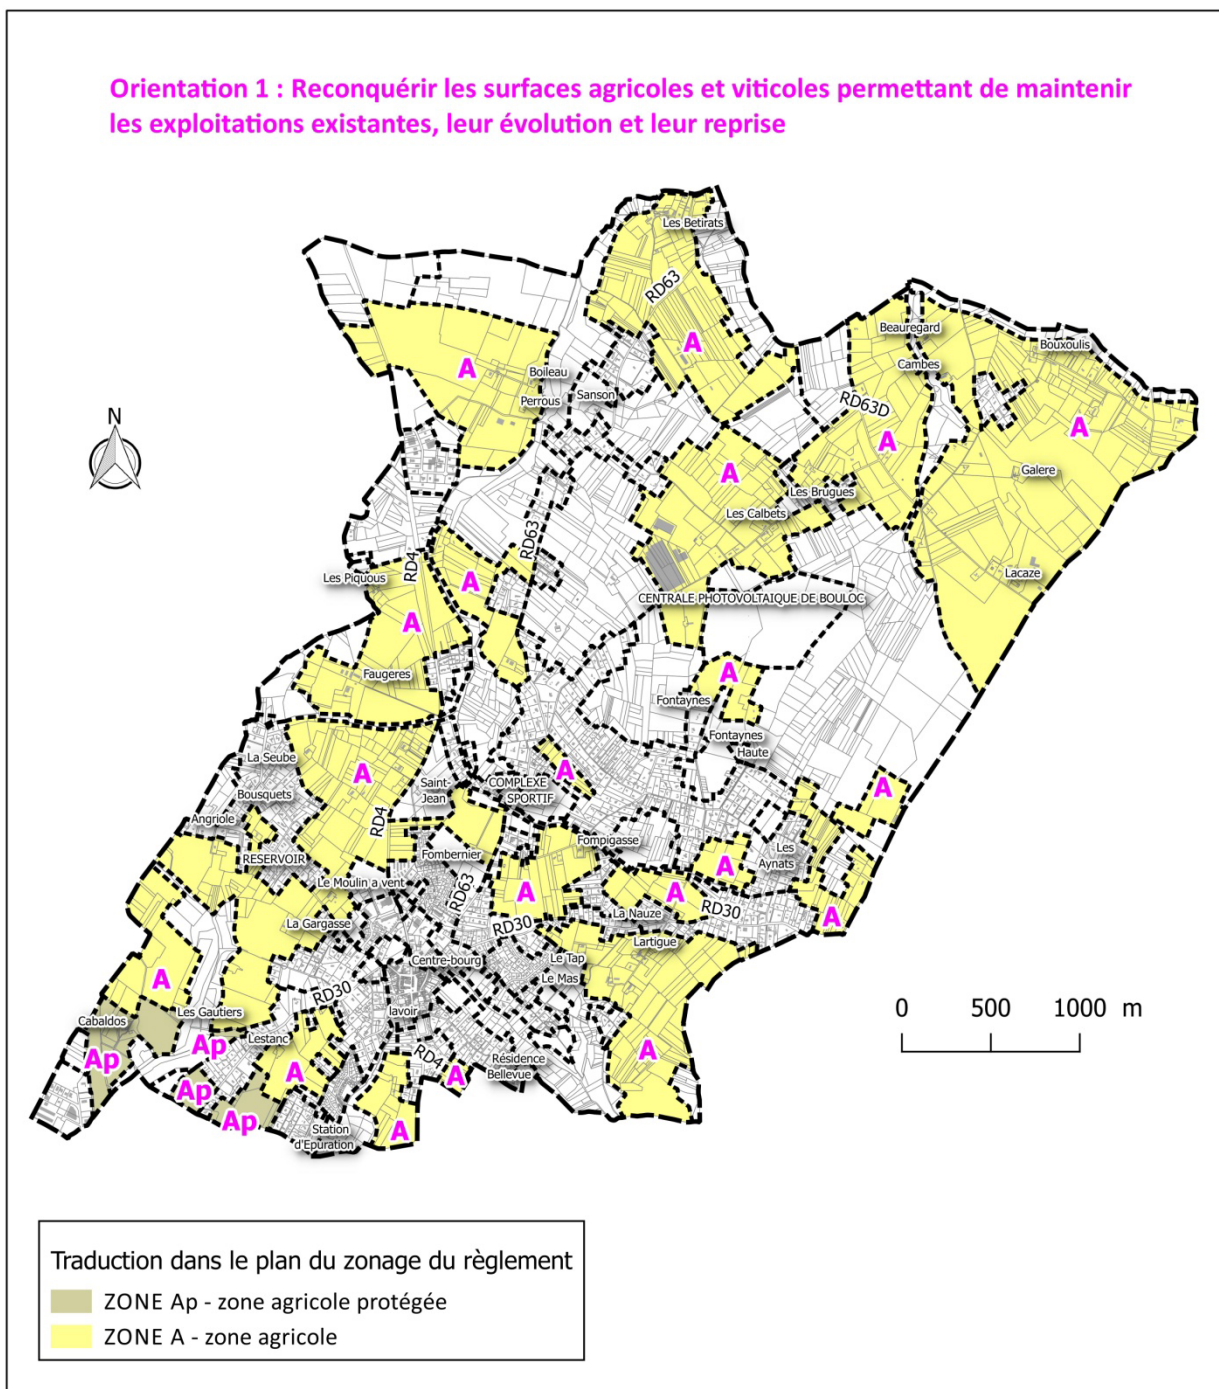 Orientation 1 : Reconquérir les surfaces agricoles et viticoles permettant de maintenir
les exploitations existantes, leur évolution et leur reprise
Les Betirats
RD63
A
Beauregard
Bouxoulis
Cambes
A
Boileau
Perrous
Sanson
RD63D
A
A
N
A
Galere
Les Brugues
Les Calbets
RD63
RD4
Les Piquous
A
Lacaze
CENTRALE PHOTOVOLTAIQUE DE BOULOC
A
Faugeres
A
Fontaynes
Fontaynes
Haute
La Seube
A
Saint-
Jean
COMPLEXE
SPORTIF
A
A
Bousquets
Angriole
RD4
RESERVOIR
Fombernier
Fompigasse
Les
Aynats
A
Le Moulin a vent
RD63
A
A
La Nauze
RD30
A
La Gargasse
RD30
Lartigue
Centre-bourg
Le Tap
Le Mas
A
RD30
lavoir
Les Gautiers
Cabaldos
Lestanc
Ap
Ap
RD4
Résidence
Bellevue
A
A
A
Ap
Ap
Station
d'Epuration
A
0 500 1000 m
Traduction dans le plan du zonage du règlement
ZONE Ap - zone agricole protégée
ZONE A - zone agricole